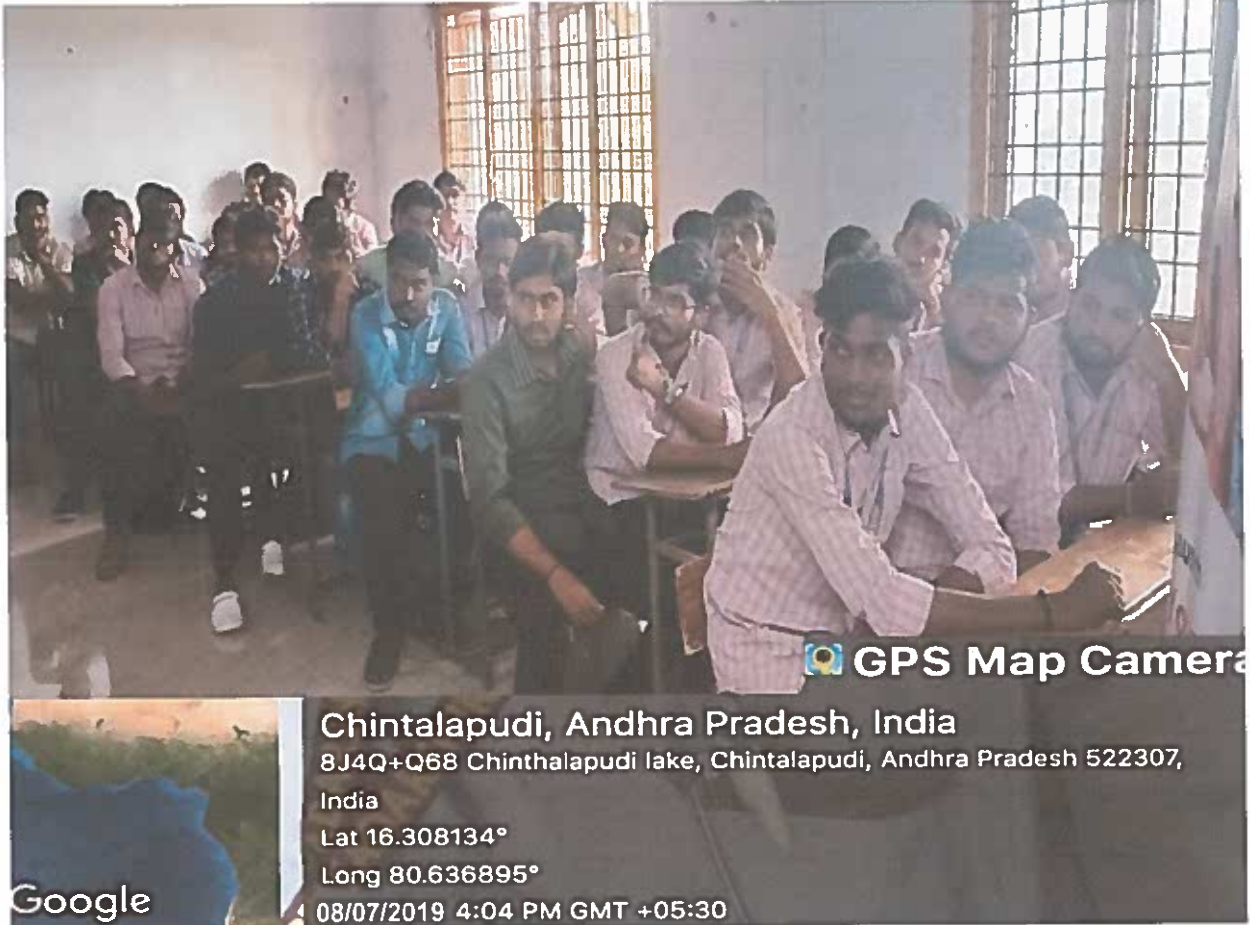 GPS Map Camera
Chintalapudi, Andhra Pradesh, India
8J4Q+Q68 Chinthalapudi lake, Chintalapudi, Andhra Pradesh 522307,
India
Lat 16.308134°
Long 80.636895°
08/07/2019 4:04 PM GMT +05:30
Google